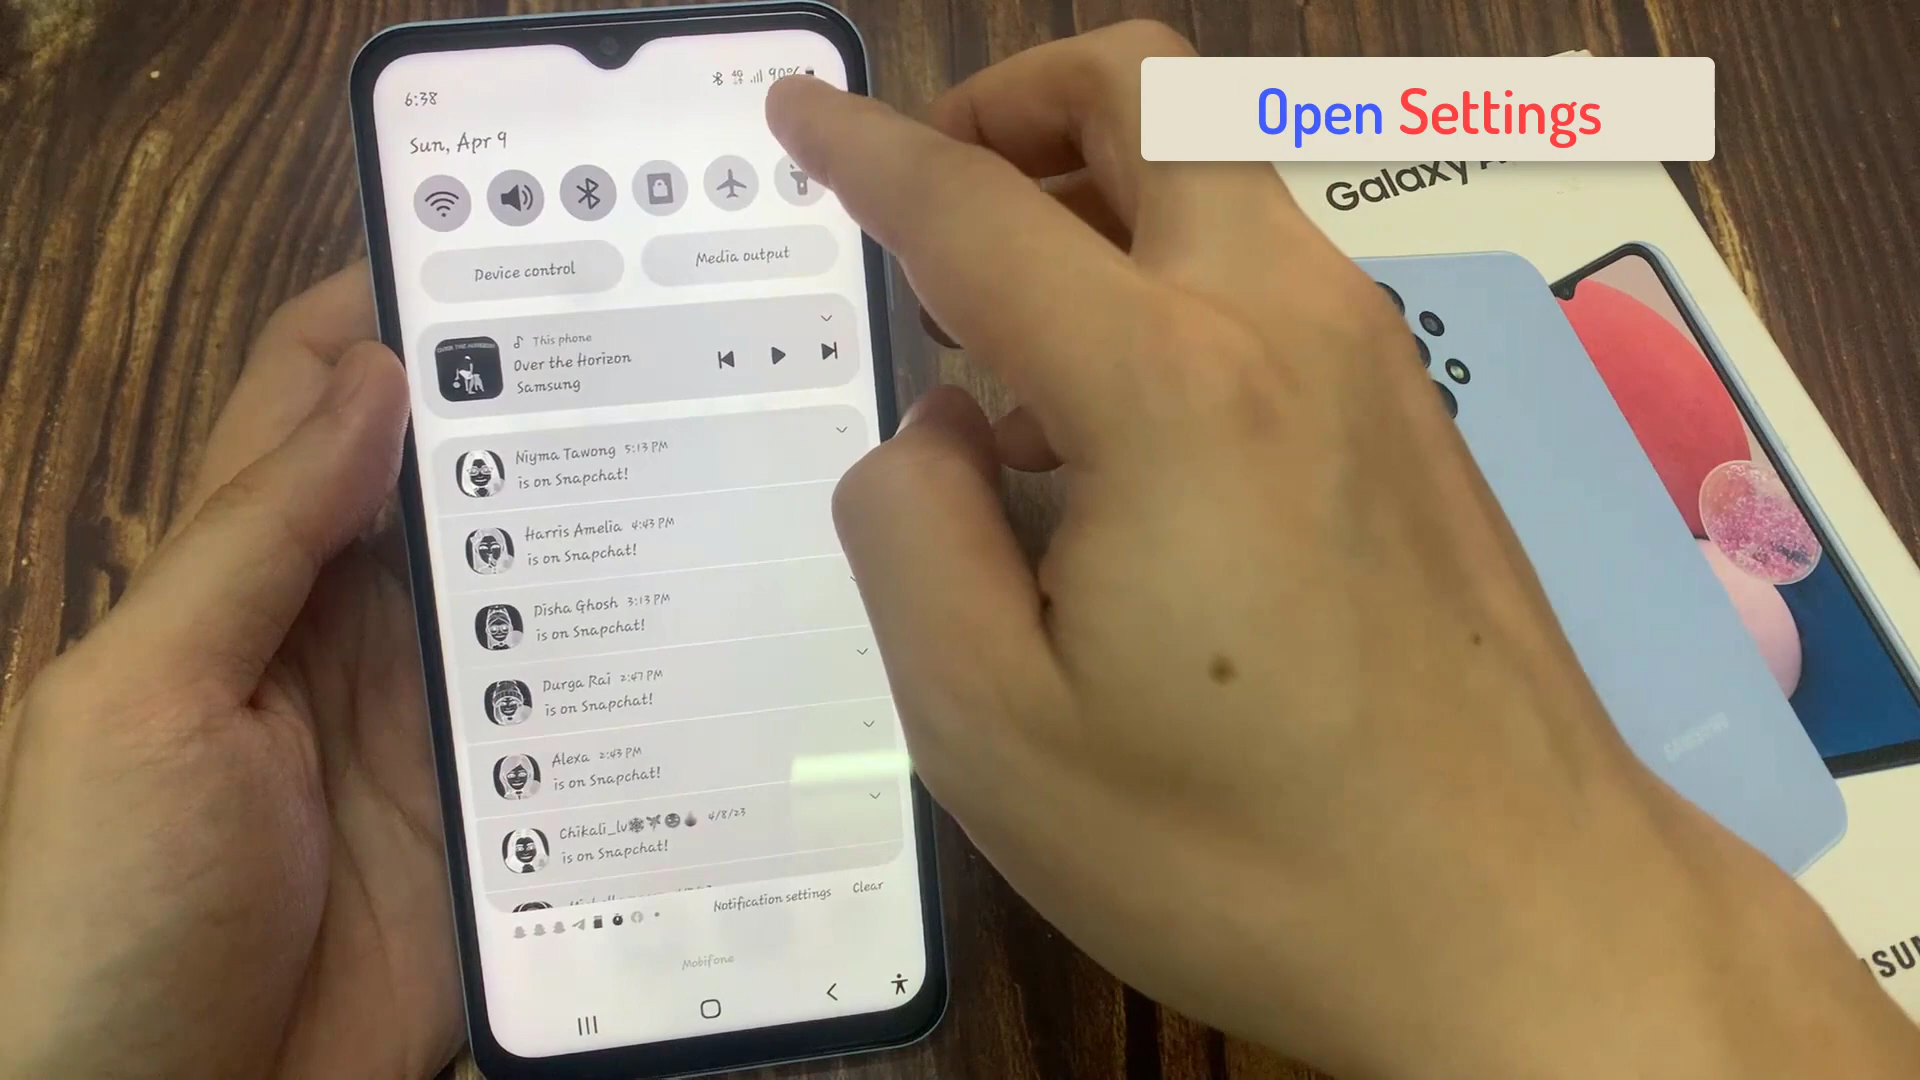 Open Settings
6:38
4G
90%
Sun, Apr 9
Device control
Media output
This phone
Over the Horizon
Samsung
Niyma Tawong 5:13 PM
is on Snapchat!
Harris Amelia 4:43 PM
is on Snapchat!
Disha Ghosh 3:13 PM
is on Snapchat!
Durga Rai 2:47 PM
is on Snapchat!
Alexa 2:43 PM
is on Snapchat!
Chikali_lv 4/8/23
is on Snapchat!
Notification settings
Clear
Mobifone
Galaxy
SAMSUNG